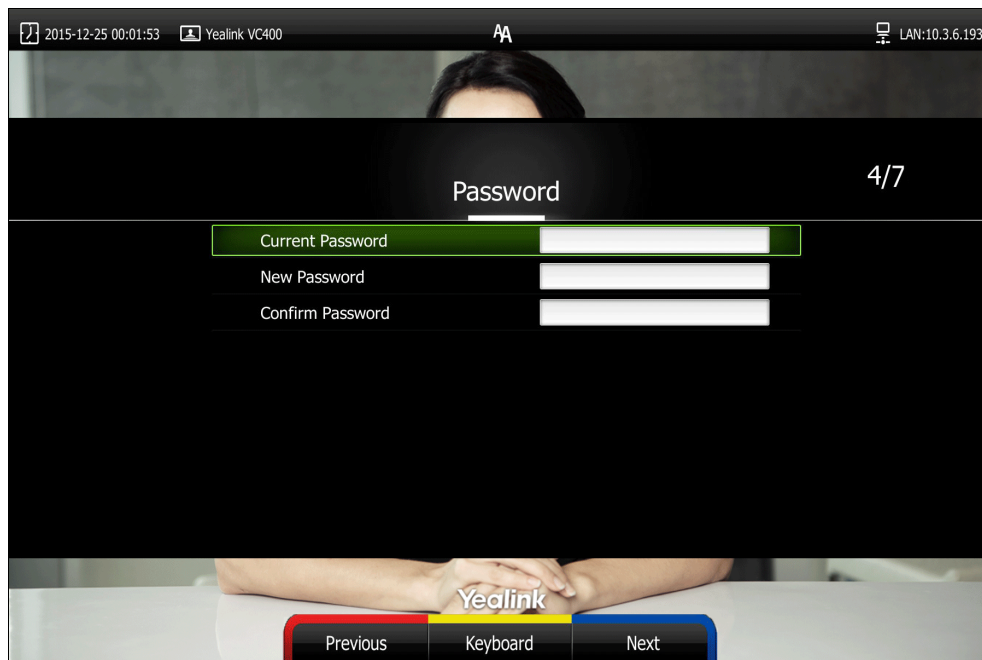 2015-12-25 00:01:53 Yealink VC400 AA LAN:10.3.6.193
4/7
Password
Current Password
New Password
Confirm Password
Yealink
Previous Keyboard Next